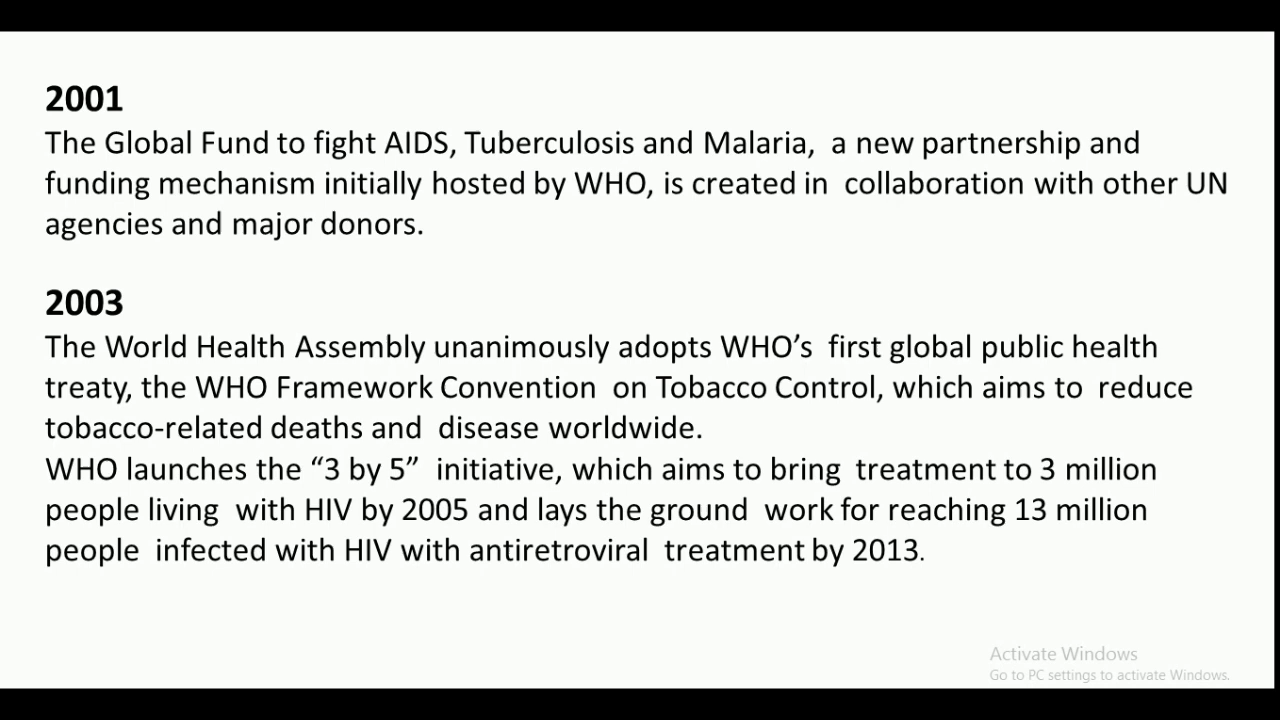 2001
The Global Fund to fight AIDS, Tuberculosis and Malaria, a new partnership and
funding mechanism initially hosted by WHO, is created in collaboration with other UN
agencies and major donors.
2003
The World Health Assembly unanimously adopts WHO’s first global public health
treaty, the WHO Framework Convention on Tobacco Control, which aims to reduce
tobacco-related deaths and disease worldwide.
WHO launches the “3 by 5” initiative, which aims to bring treatment to 3 million
people living with HIV by 2005 and lays the ground work for reaching 13 million
people infected with HIV with antiretroviral treatment by 2013.
Activate Windows
Go to PC settings to activate Windows.